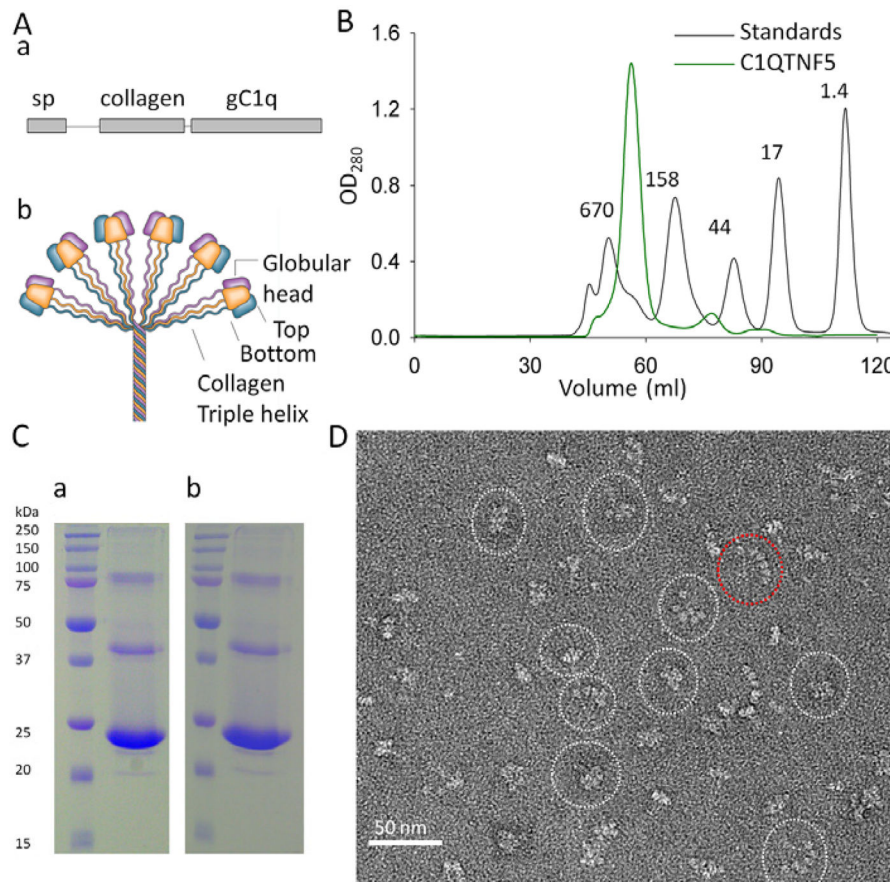 A
a
sp collagen gC1q
b
Globular
head
Top
Bottom
Collagen
Triple helix
B
Standards
C1QTNF5
1.6
1.2
0.8
0.4
0.0
OD280
670
158
44
17
1.4
0 30 60 90 120
Volume (ml)
C
a b
kDa
250
150
100
75
50
37
25
20
15
D
50 nm